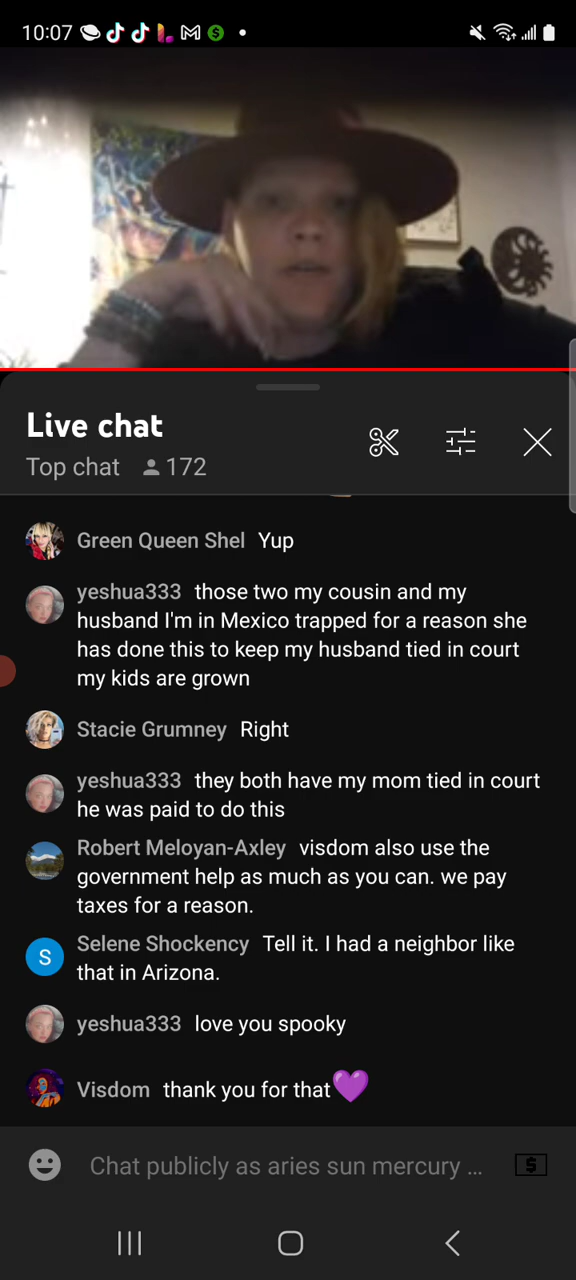 10:07
Live chat
Top chat 172
Green Queen Shel Yup
yeshua333 those two my cousin and my
husband I'm in Mexico trapped for a reason she
has done this to keep my husband tied in court
my kids are grown
Stacie Grumney Right
yeshua333 they both have my mom tied in court
he was paid to do this
Robert Meloyan-Axley visdom also use the
government help as much as you can. we pay
taxes for a reason.
S
Selene Shockency Tell it. I had a neighbor like
that in Arizona.
yeshua333 love you spooky
Visdom thank you for that💜
Chat publicly as aries sun mercury ...